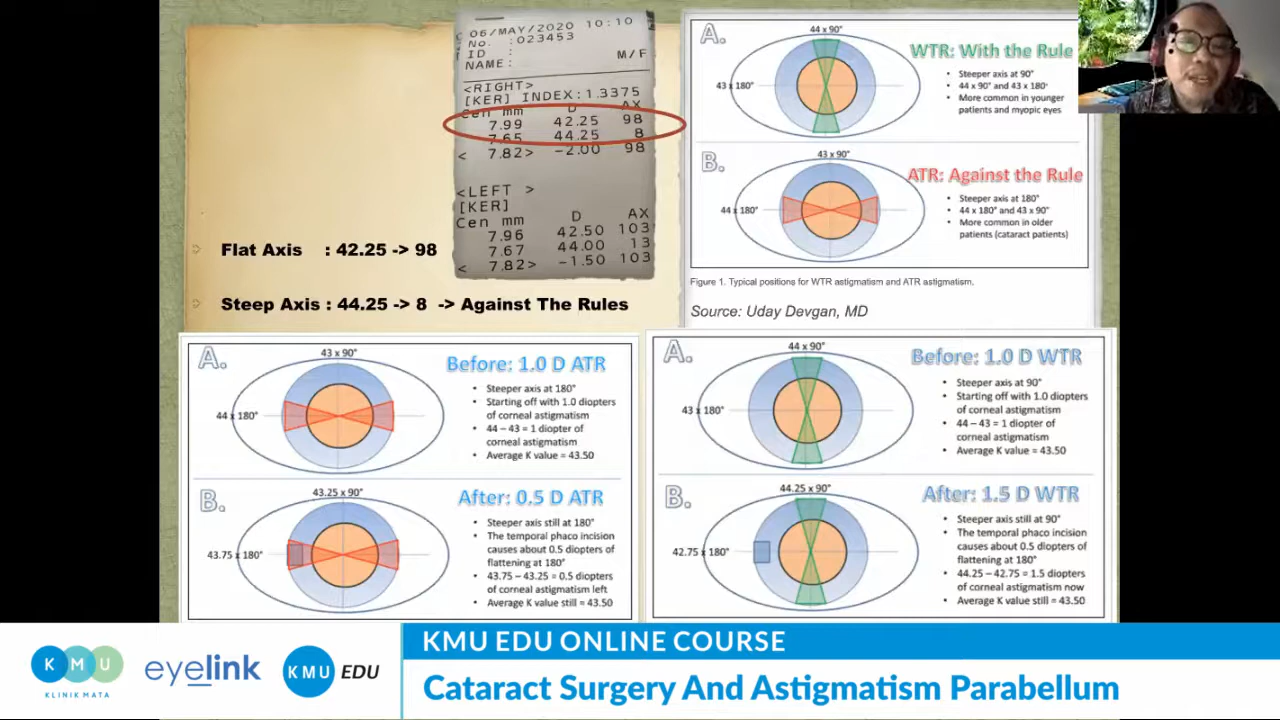 06/MAY/2020 10:10
No. :023453
ID :
NAME: M/F
<RIGHT>
[KER] INDEX:1.3375
Cen mm D AX
7.99 42.25 98
7.65 44.25 8
< 7.82> -2.00 98
<LEFT >
[KER]
Cen mm D AX
7.96 42.50 103
7.67 44.00 13
< 7.82> -1.50 103
Flat Axis : 42.25 -> 98
Steep Axis : 44.25 -> 8 -> Against The Rules
A.
44 x 90°
43 x 180°
WTR: With the Rule
• Steeper axis at 90°
• 44 x 90° and 43 x 180°
• More common in younger
patients and myopic eyes
B.
43 x 90°
44 x 180°
ATR: Against the Rule
• Steeper axis at 180°
• 44 x 180° and 43 x 90°
• More common in older
patients (cataract patients)
Figure 1. Typical positions for WTR astigmatism and ATR astigmatism.
Source: Uday Devgan, MD
A.
43 x 90°
44 x 180°
Before: 1.0 D ATR
• Steeper axis at 180°
• Starting off with 1.0 diopters
of corneal astigmatism
• 44 – 43 = 1 diopter of
corneal astigmatism
• Average K value = 43.50
B.
43.25 x 90°
43.75 x 180°
After: 0.5 D ATR
• Steeper axis still at 180°
• The temporal phaco incision
causes about 0.5 diopters of
flattening at 180°
• 43.75 – 43.25 = 0.5 diopters
of corneal astigmatism left
• Average K value still = 43.50
A.
44 x 90°
43 x 180°
Before: 1.0 D WTR
• Steeper axis at 90°
• Starting off with 1.0 diopters
of corneal astigmatism
• 44 – 43 = 1 diopter of
corneal astigmatism
• Average K value = 43.50
B.
44.25 x 90°
42.75 x 180°
After: 1.5 D WTR
• Steeper axis still at 90°
• The temporal phaco incision
causes about 0.5 diopters of
flattening at 180°
• 44.25 – 42.75 = 1.5 diopters
of corneal astigmatism now
• Average K value still = 43.50
KMU
KLINIK MATA
eyelink
KMU EDU
KMU EDU ONLINE COURSE
Cataract Surgery And Astigmatism Parabellum